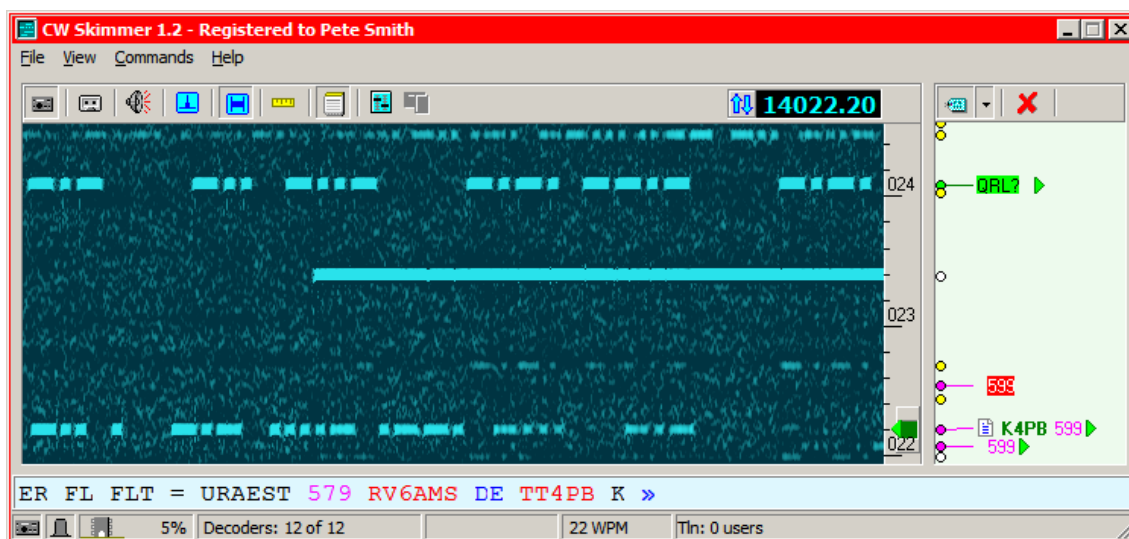 CW Skimmer 1.2 - Registered to Pete Smith
File View Commands Help
14022.20
024
QRL?
023
599
K4PB 599
022
599
ER FL FLT = URAEST 579 RV6AMS DE TT4PB K »
5% Decoders: 12 of 12 22 WPM Tln: 0 users